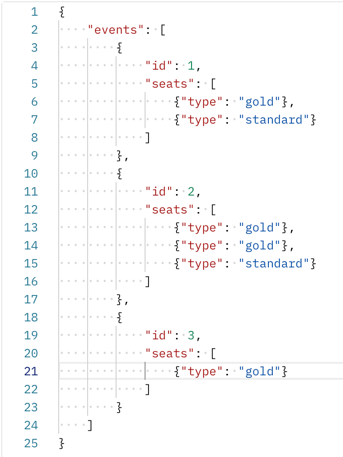 1 {
2     "events": [
3         {
4             "id": 1,
5             "seats": [
6                 {"type": "gold"},
7                 {"type": "standard"}
8             ]
9         },
10         {
11             "id": 2,
12             "seats": [
13                 {"type": "gold"},
14                 {"type": "gold"},
15                 {"type": "standard"}
16             ]
17         },
18         {
19             "id": 3,
20             "seats": [
21                 {"type": "gold"}
22             ]
23         }
24     ]
25 }